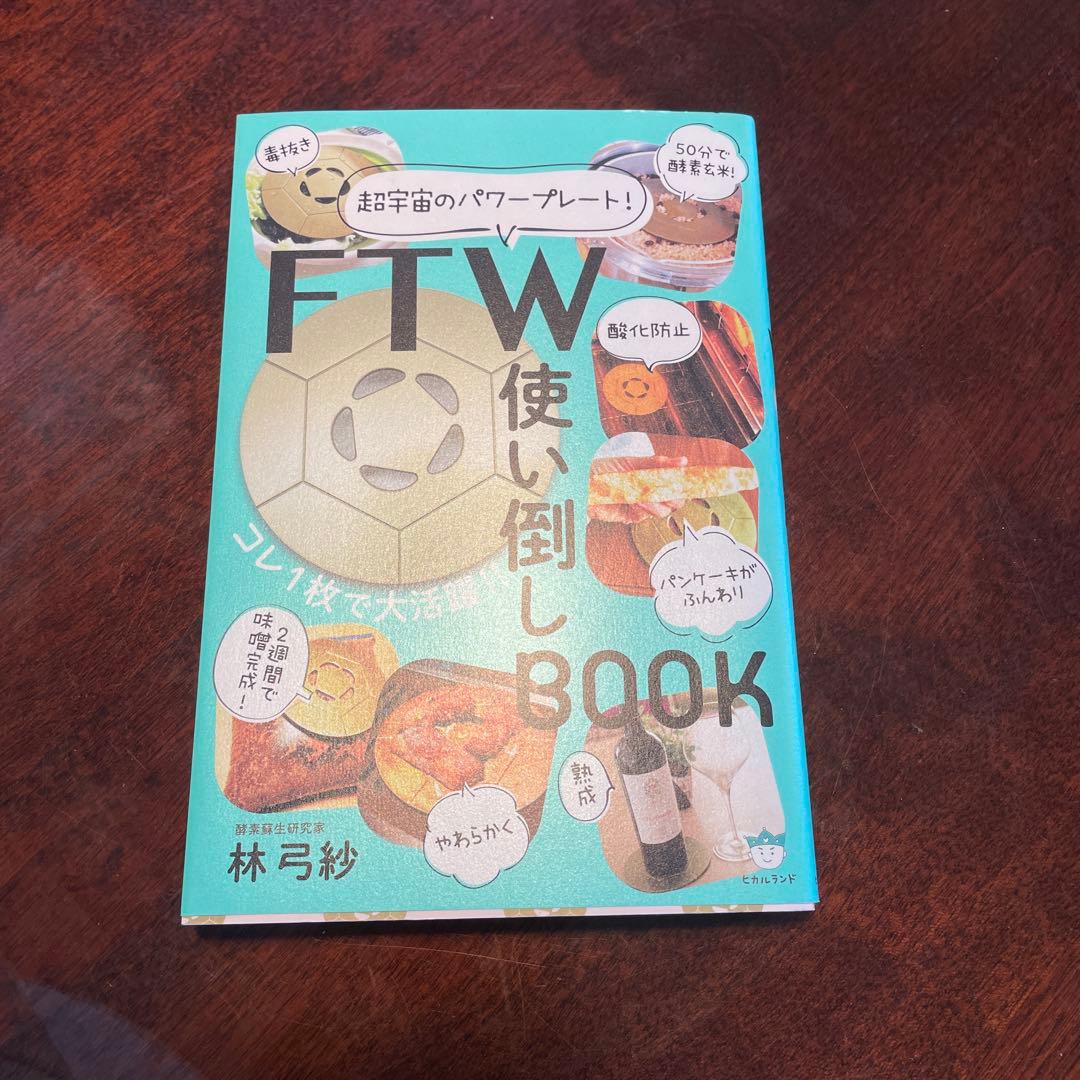 毒抜き
50分で
酵素玄米!
超宇宙のパワープレート!
FTW
酸化防止
使い倒し
BOOK
コレ1枚で大活躍
パンケーキが
ふんわり
2週間で
味噌完成!
熟成
やわらかく
酵素蘇生研究家
林 弓紗
ヒカルランド